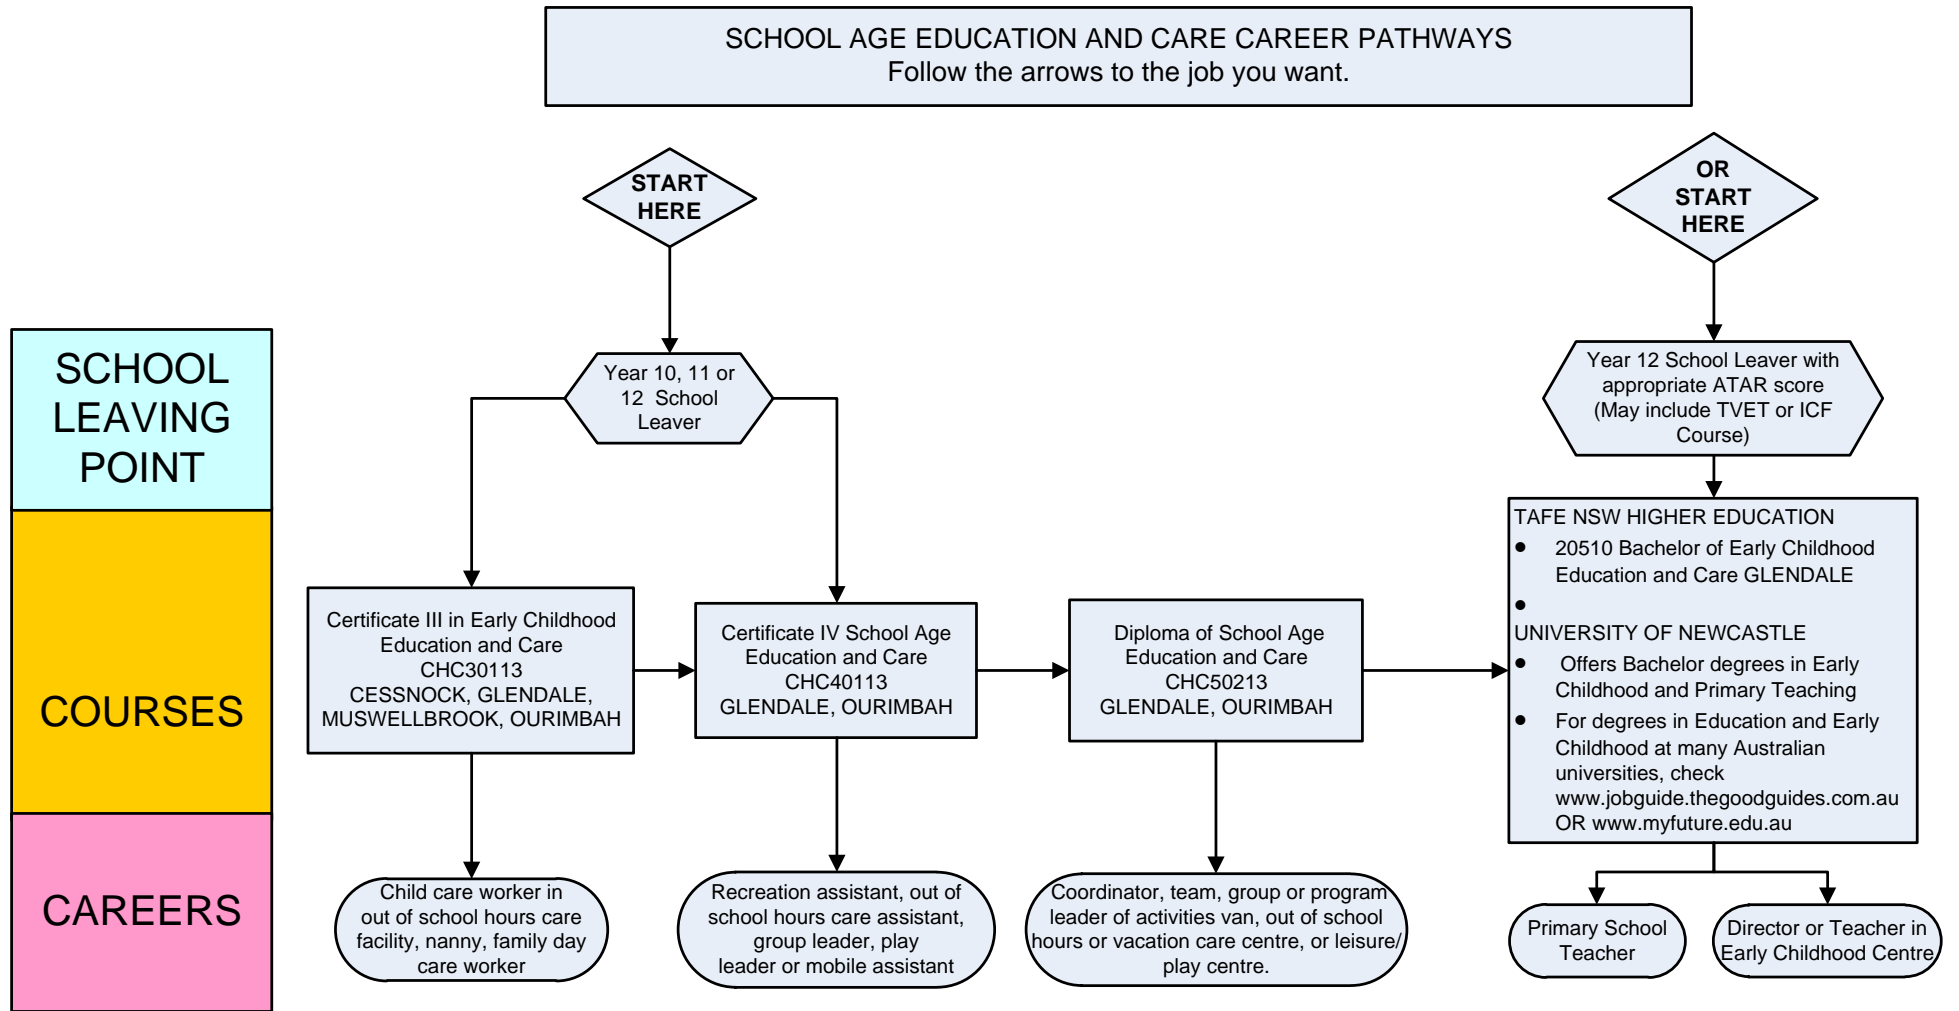 SCHOOL AGE EDUCATION AND CARE CAREER PATHWAYS
Follow the arrows to the job you want.
START
HERE
OR
START
HERE
SCHOOL
LEAVING
POINT
Year 10, 11 or
12 School
Leaver
Year 12 School Leaver with
appropriate ATAR score
(May include TVET or ICF
Course)
COURSES
Certificate III in Early Childhood
Education and Care
CHC30113
CESSNOCK, GLENDALE,
MUSWELLBROOK, OURIMBAH
Certificate IV School Age
Education and Care
CHC40113
GLENDALE, OURIMBAH
Diploma of School Age
Education and Care
CHC50213
GLENDALE, OURIMBAH
TAFE NSW HIGHER EDUCATION
● 20510 Bachelor of Early Childhood
Education and Care GLENDALE
●
UNIVERSITY OF NEWCASTLE
● Offers Bachelor degrees in Early
Childhood and Primary Teaching
● For degrees in Education and Early
Childhood at many Australian
universities, check
www.jobguide.thegoodguides.com.au
OR www.myfuture.edu.au
CAREERS
Child care worker in
out of school hours care
facility, nanny, family day
care worker
Recreation assistant, out of
school hours care assistant,
group leader, play
leader or mobile assistant
Coordinator, team, group or program
leader of activities van, out of school
hours or vacation care centre, or leisure/
play centre.
Primary School
Teacher
Director or Teacher in
Early Childhood Centre